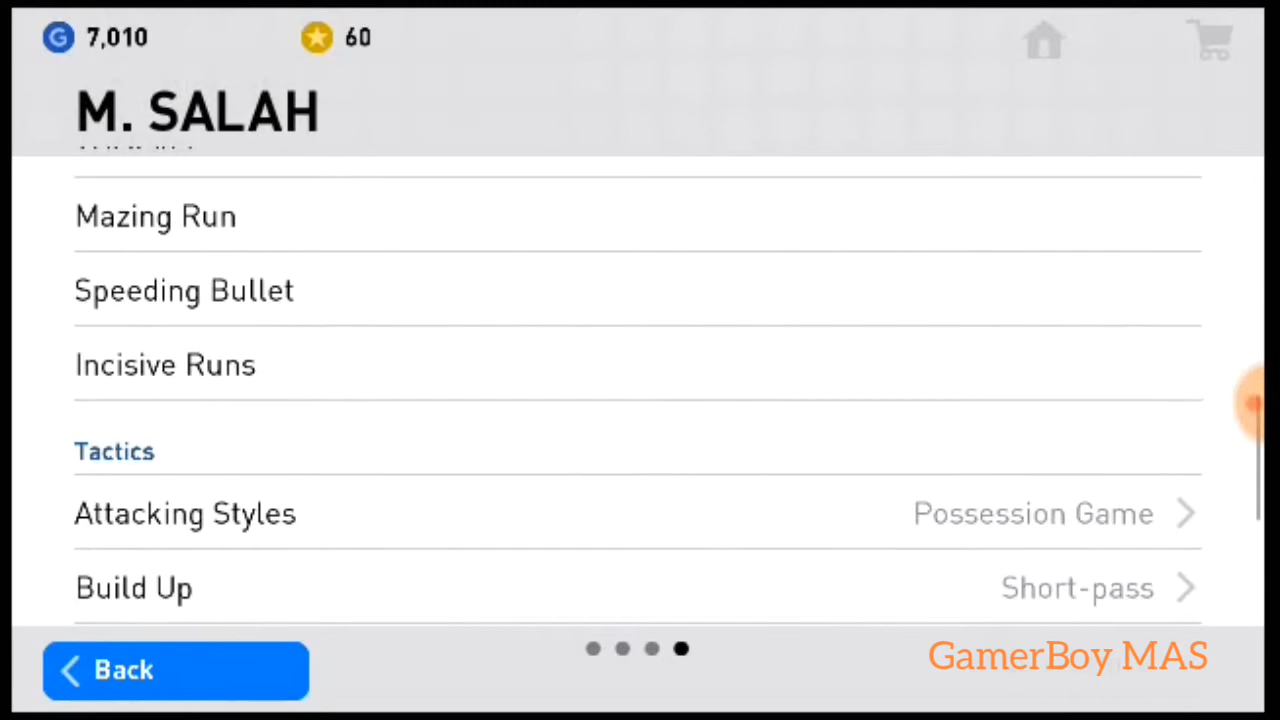 7,010 60
M. SALAH
Mazing Run
Speeding Bullet
Incisive Runs
Tactics
Attacking Styles Possession Game
Build Up Short-pass
Back
GamerBoy MAS